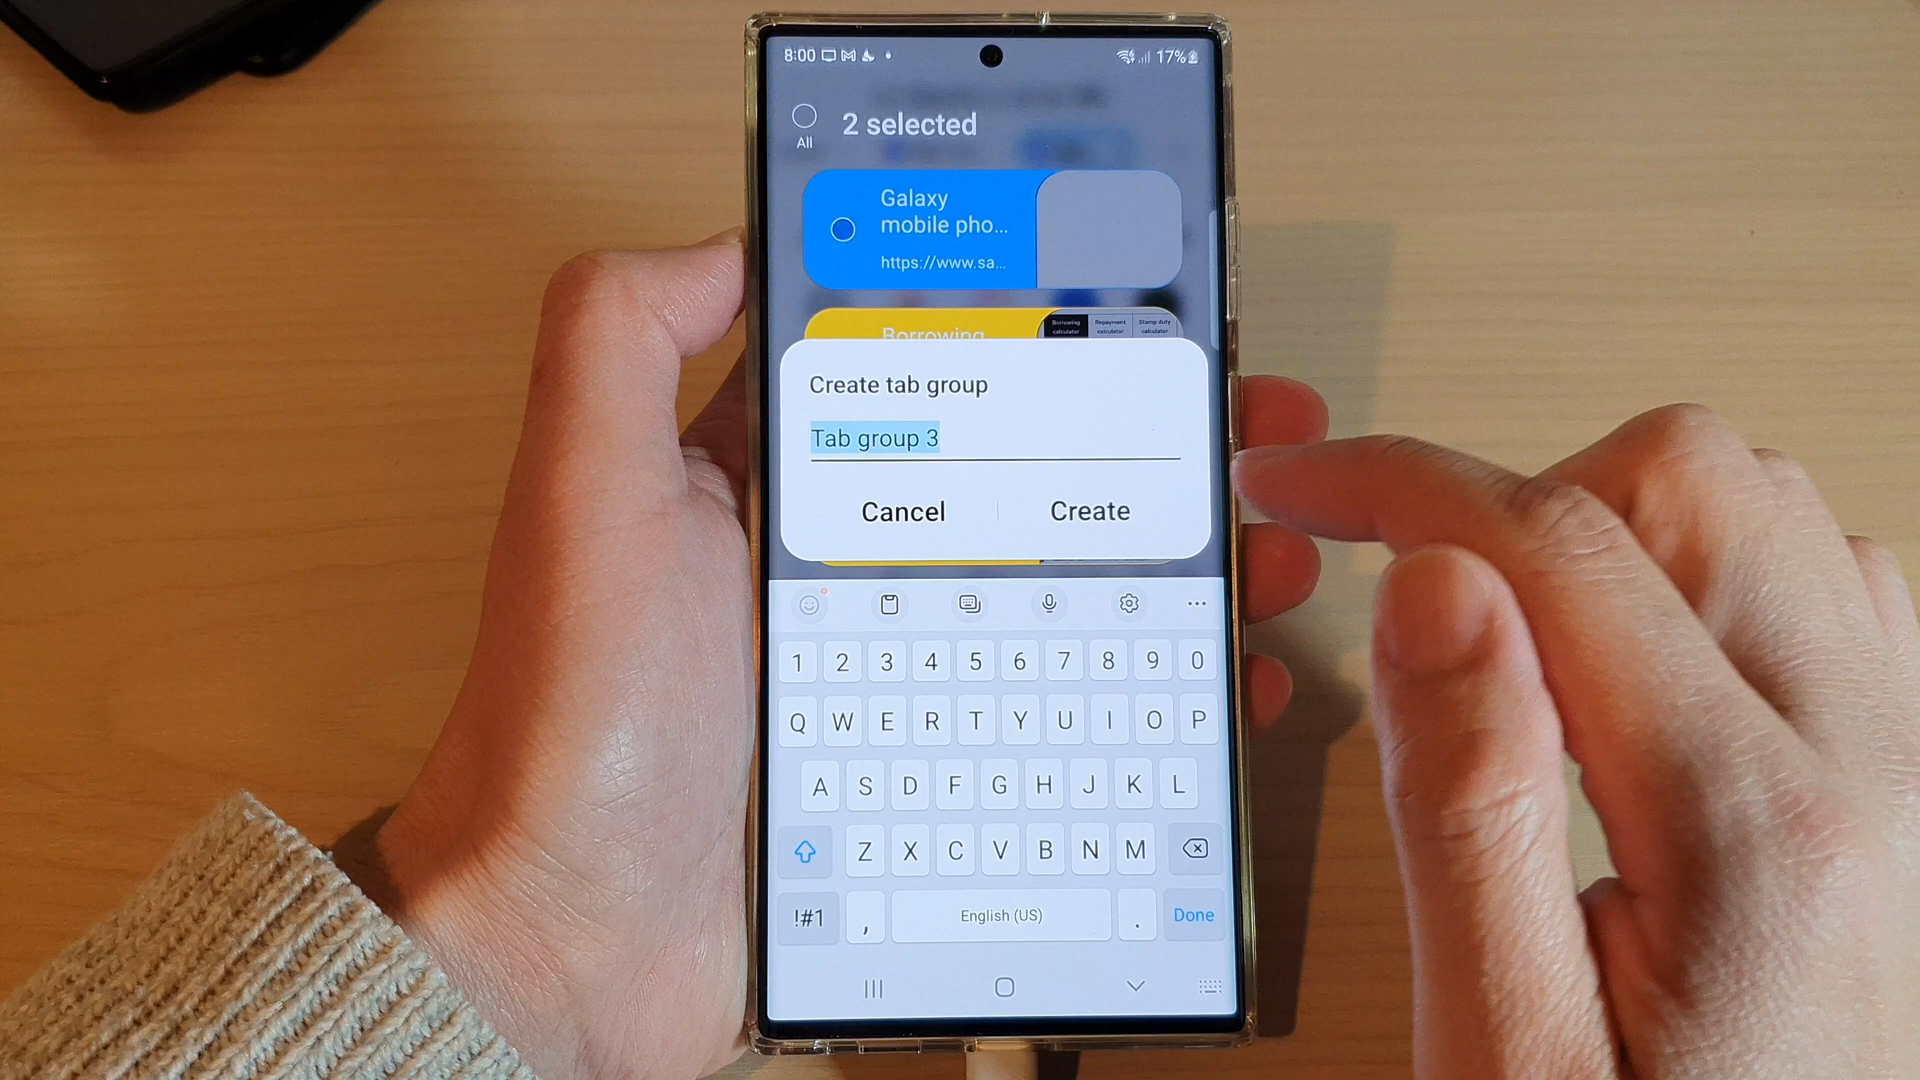 8:00
17%
All
2 selected
Galaxy
mobile pho...
https://www.sa...
Borrowing
Borrowing calculator
Repayment calculator
Stamp duty calculator
Create tab group
Tab group 3
Cancel
Create
1 2 3 4 5 6 7 8 9 0
Q W E R T Y U I O P
A S D F G H J K L
Z X C V B N M
!#1 , English (US) . Done